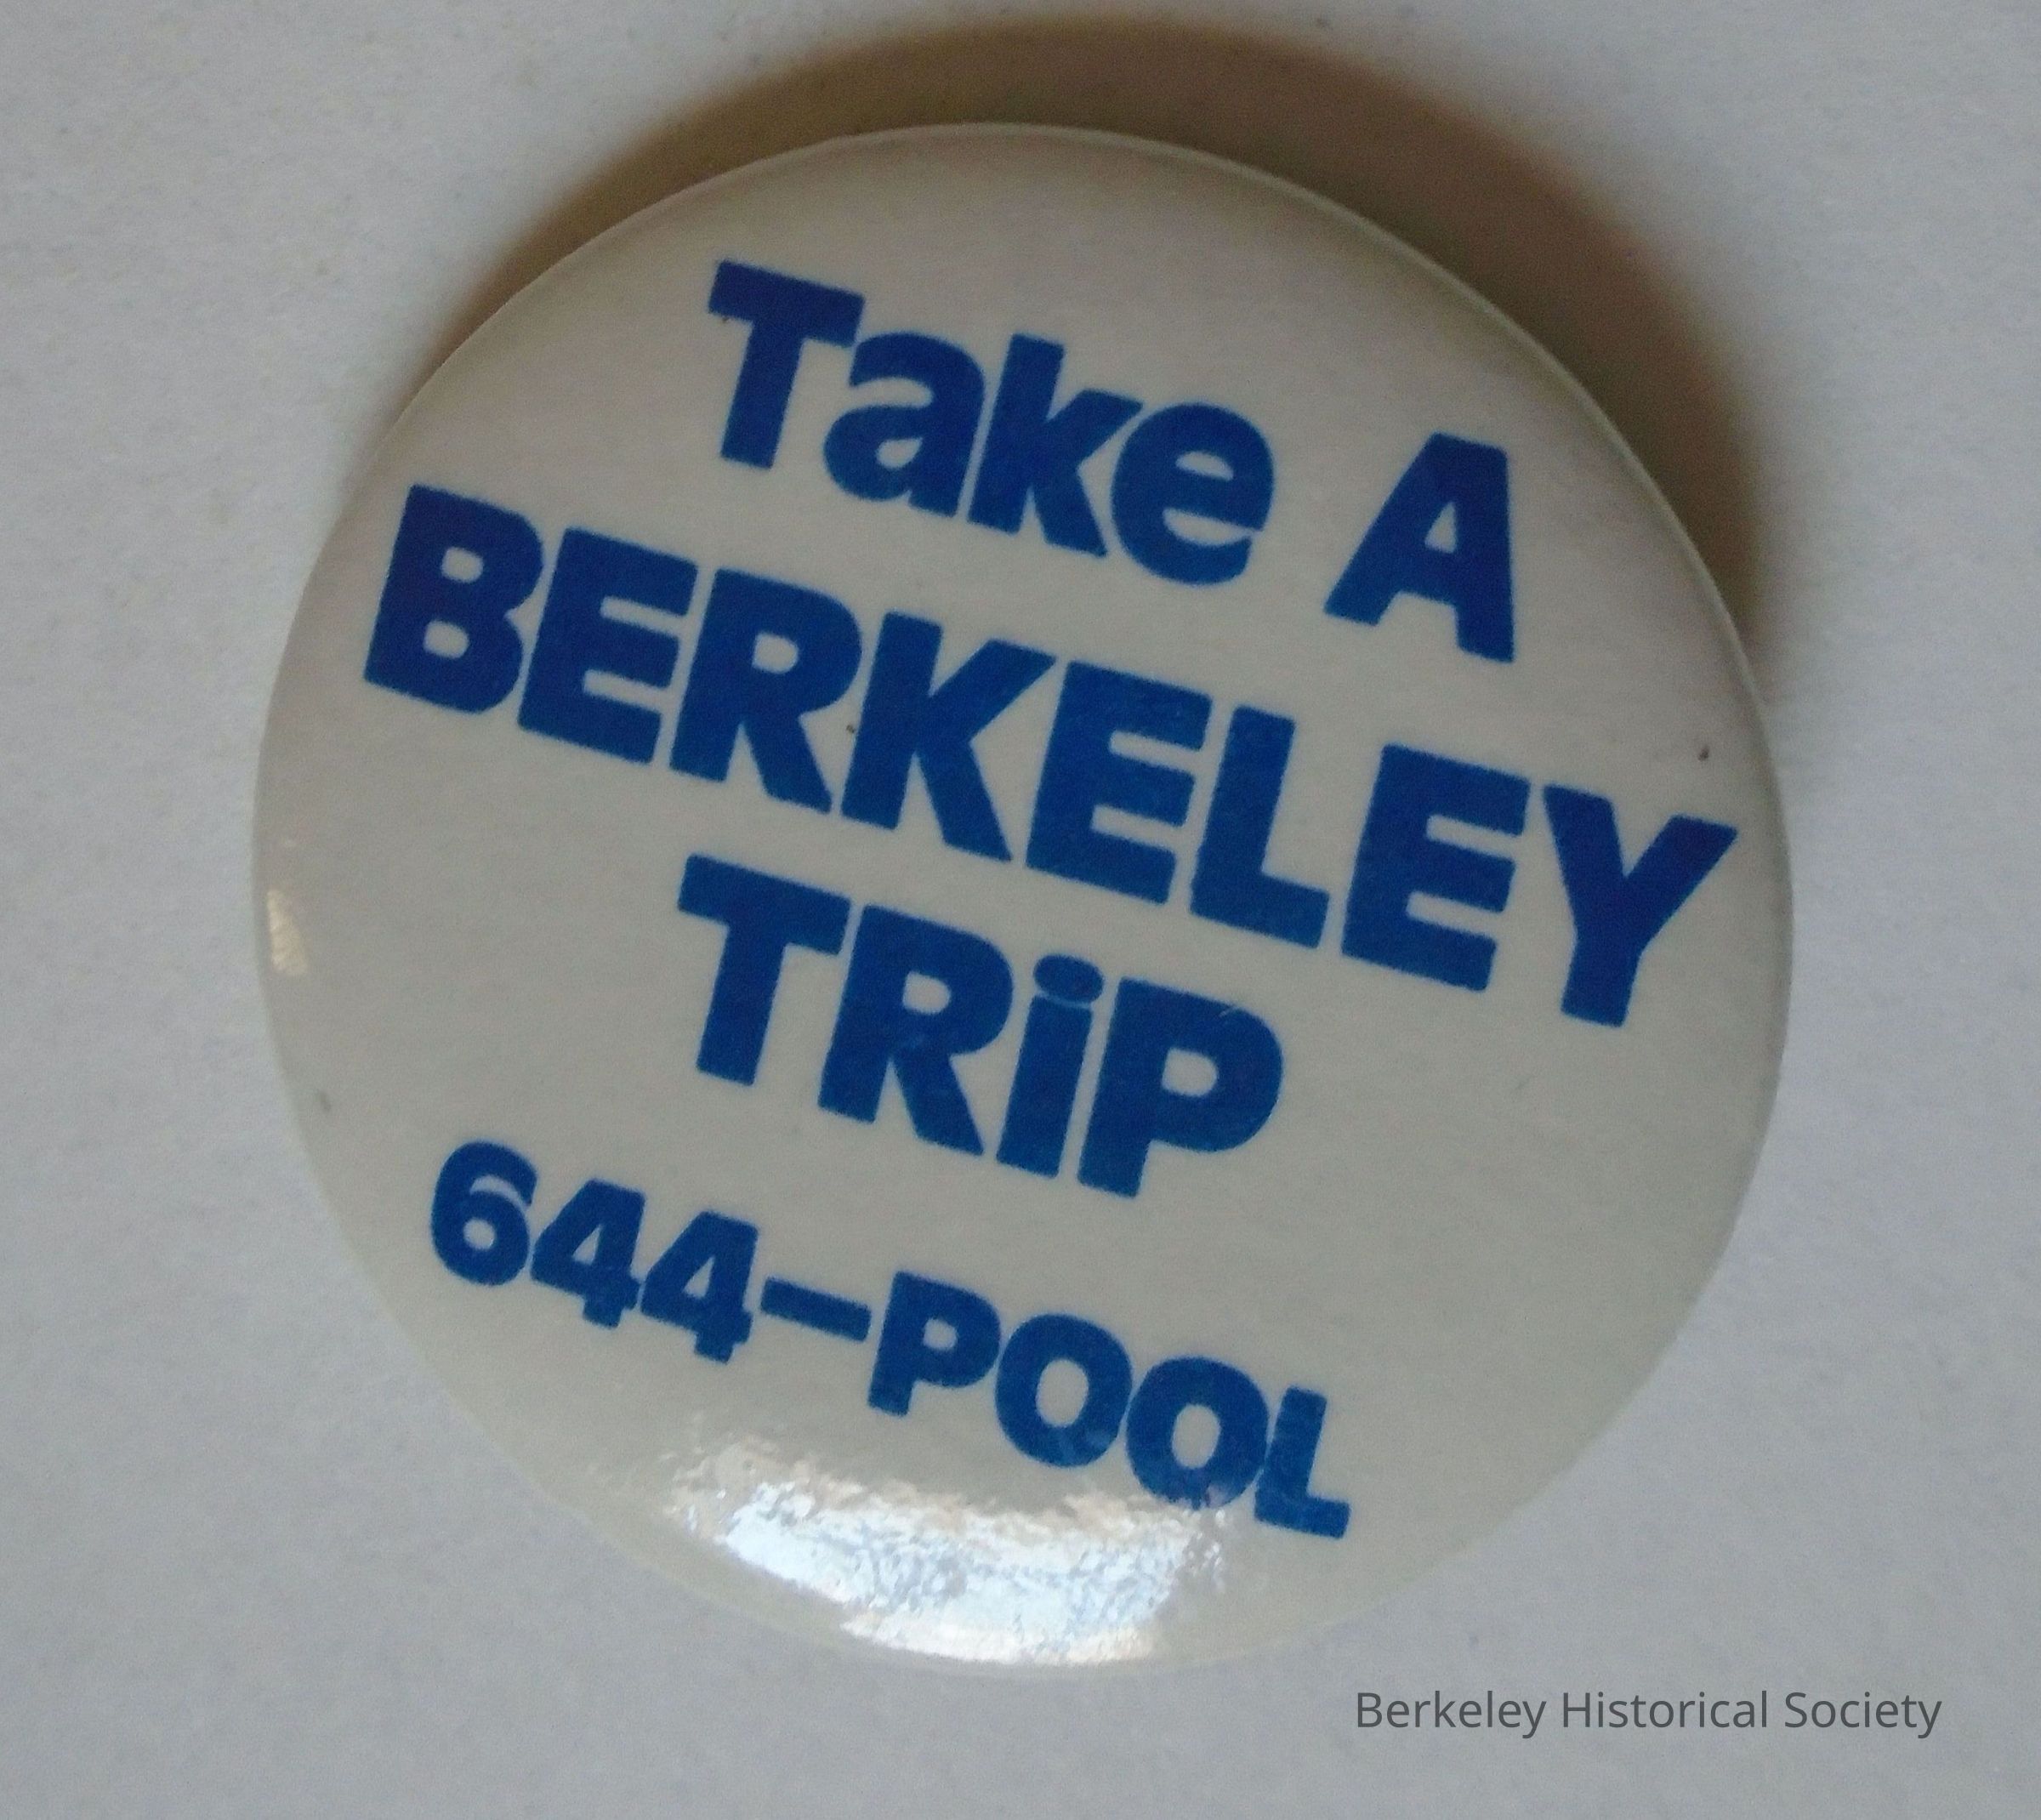 Take A
BERKELEY
TRiP
644-POOL
Berkeley Historical Society